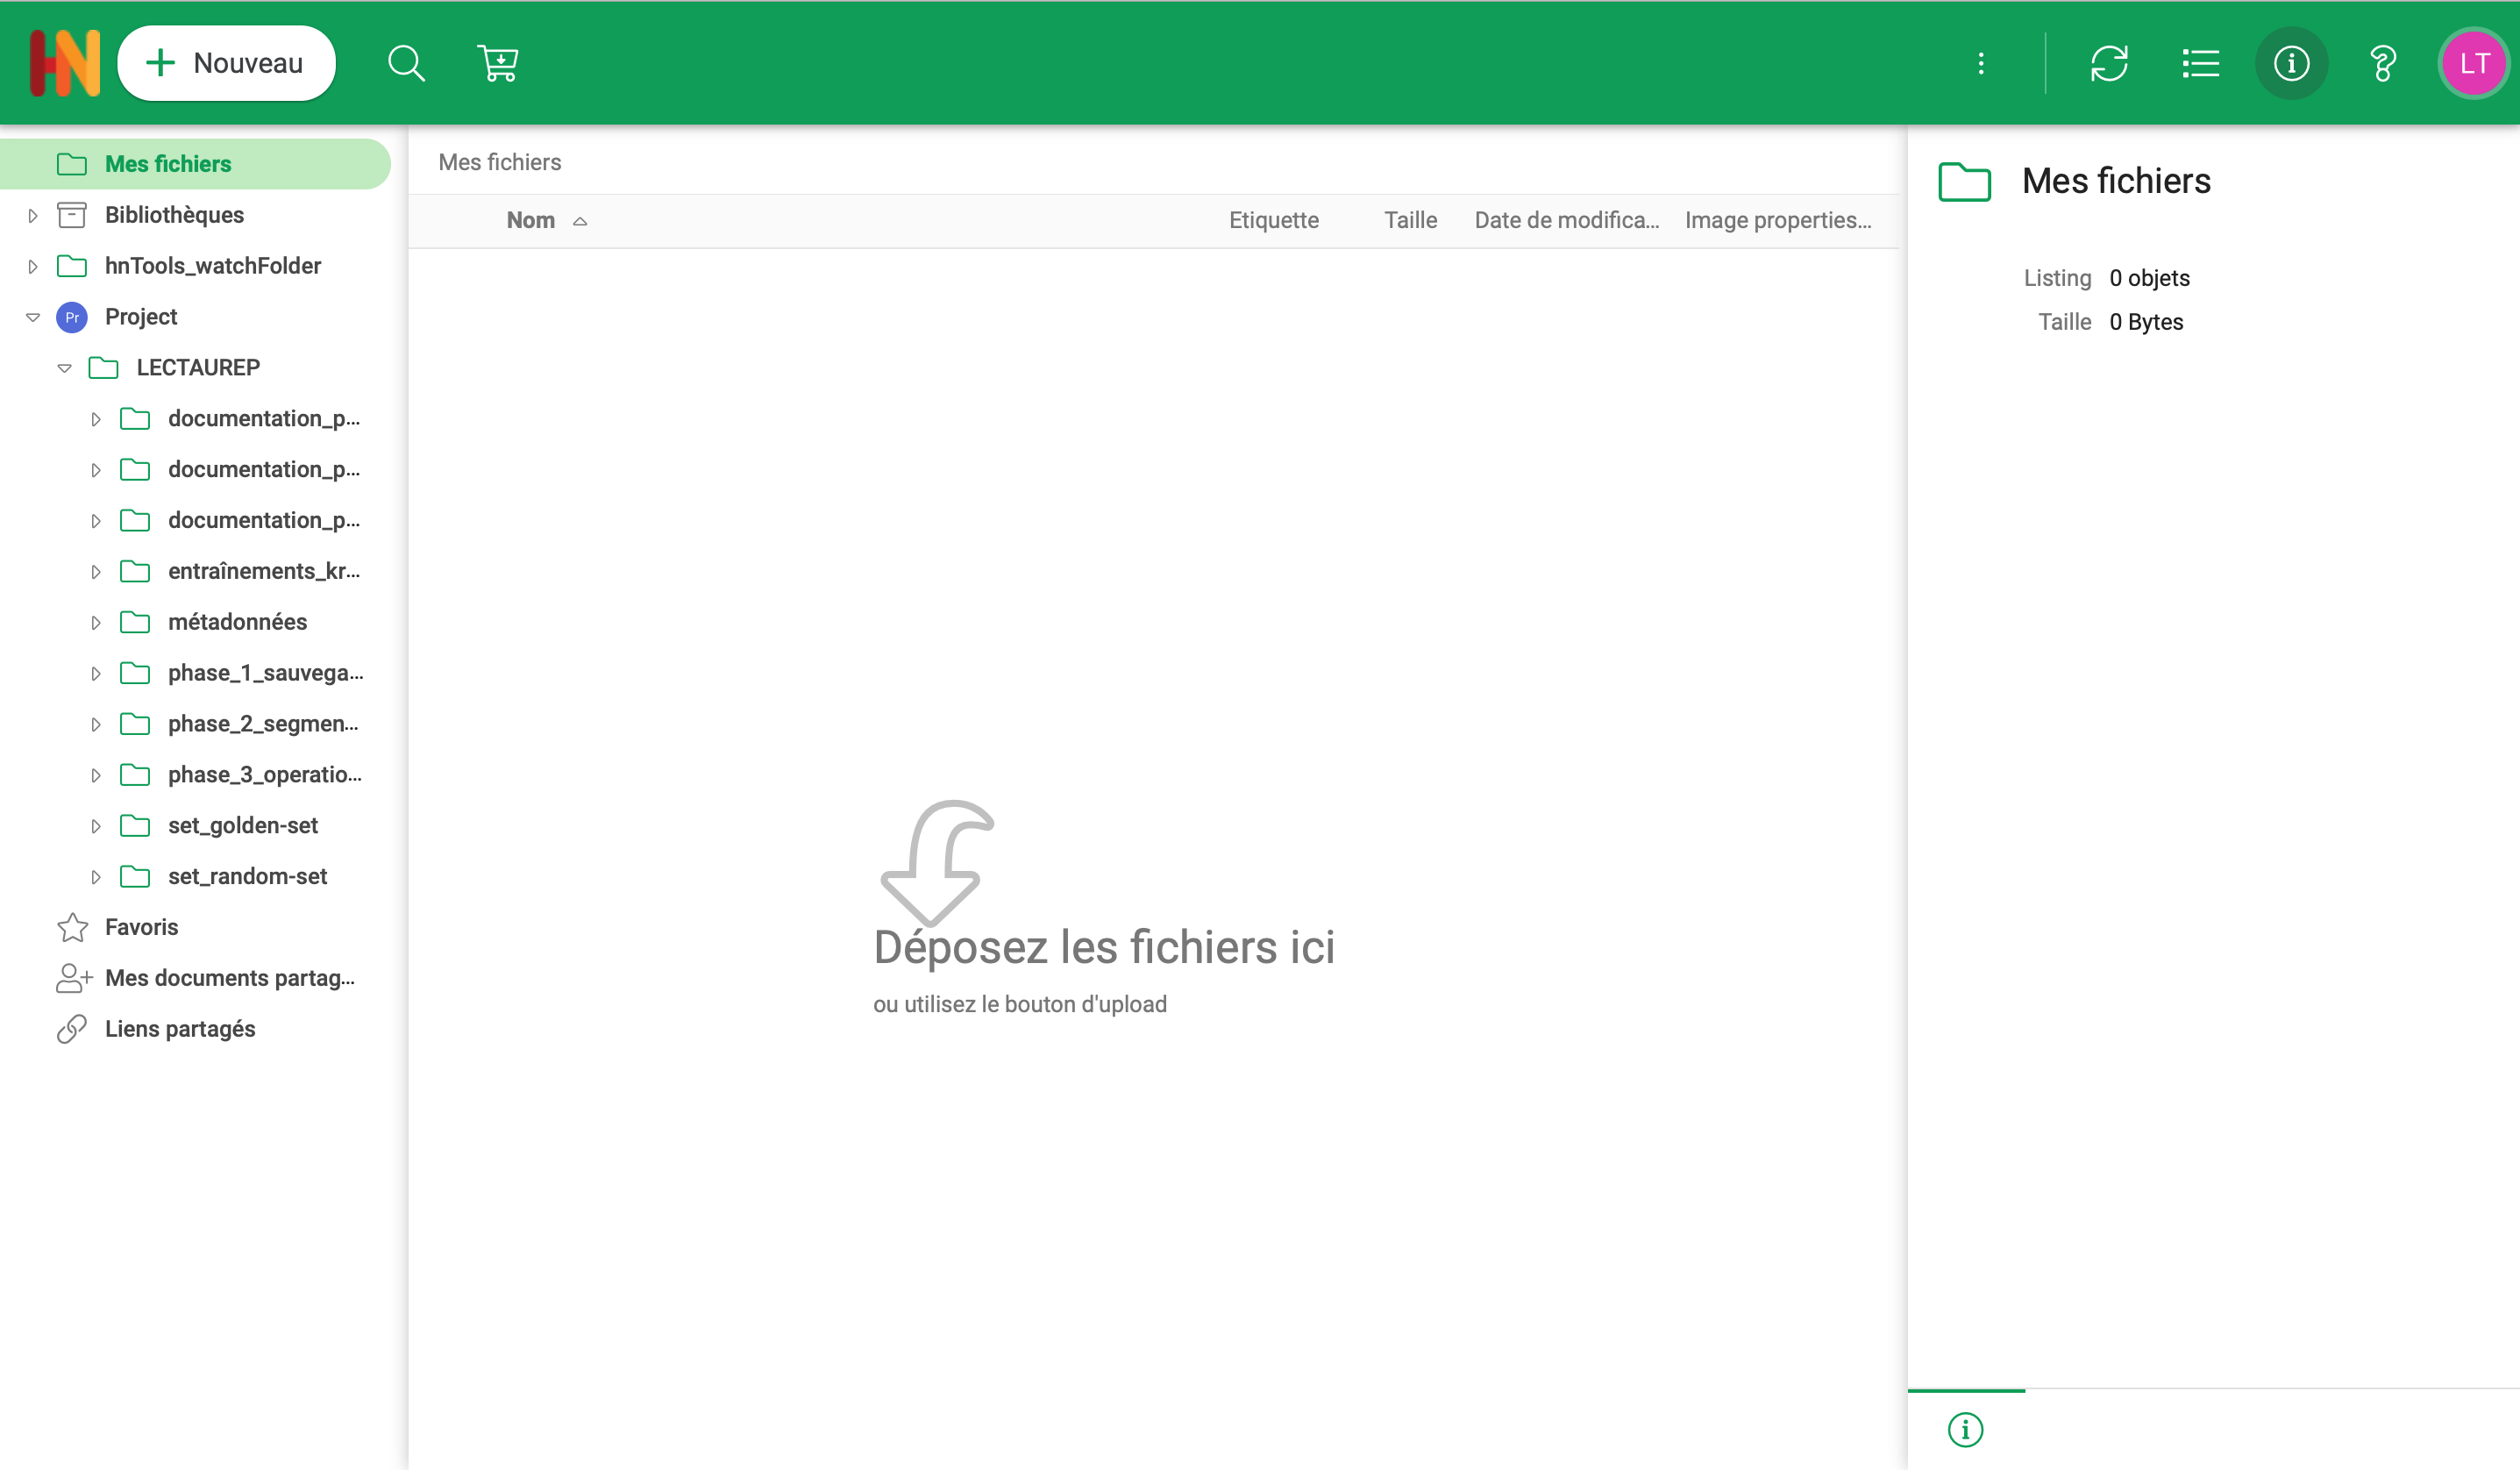 HN
Nouveau
LT
Mes fichiers
Bibliothèques
hnTools_watchFolder
Pr
Project
LECTAUREP
documentation_p...
documentation_p...
documentation_p...
entraînements_kr...
métadonnées
phase_1_sauvega...
phase_2_segmen...
phase_3_operatio...
set_golden-set
set_random-set
Favoris
Mes documents partag...
Liens partagés
Mes fichiers
Nom Etiquette Taille Date de modifica... Image properties...
Déposez les fichiers ici
ou utilisez le bouton d'upload
Mes fichiers
Listing 0 objets
Taille 0 Bytes